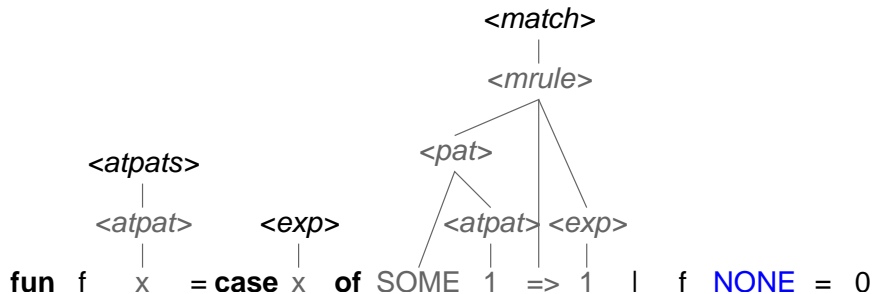 <match>
<mrule>
<pat>
<atpats>
<atpat> <exp> <atpat> <exp>
fun f x = case x of SOME 1 => 1 | f NONE = 0